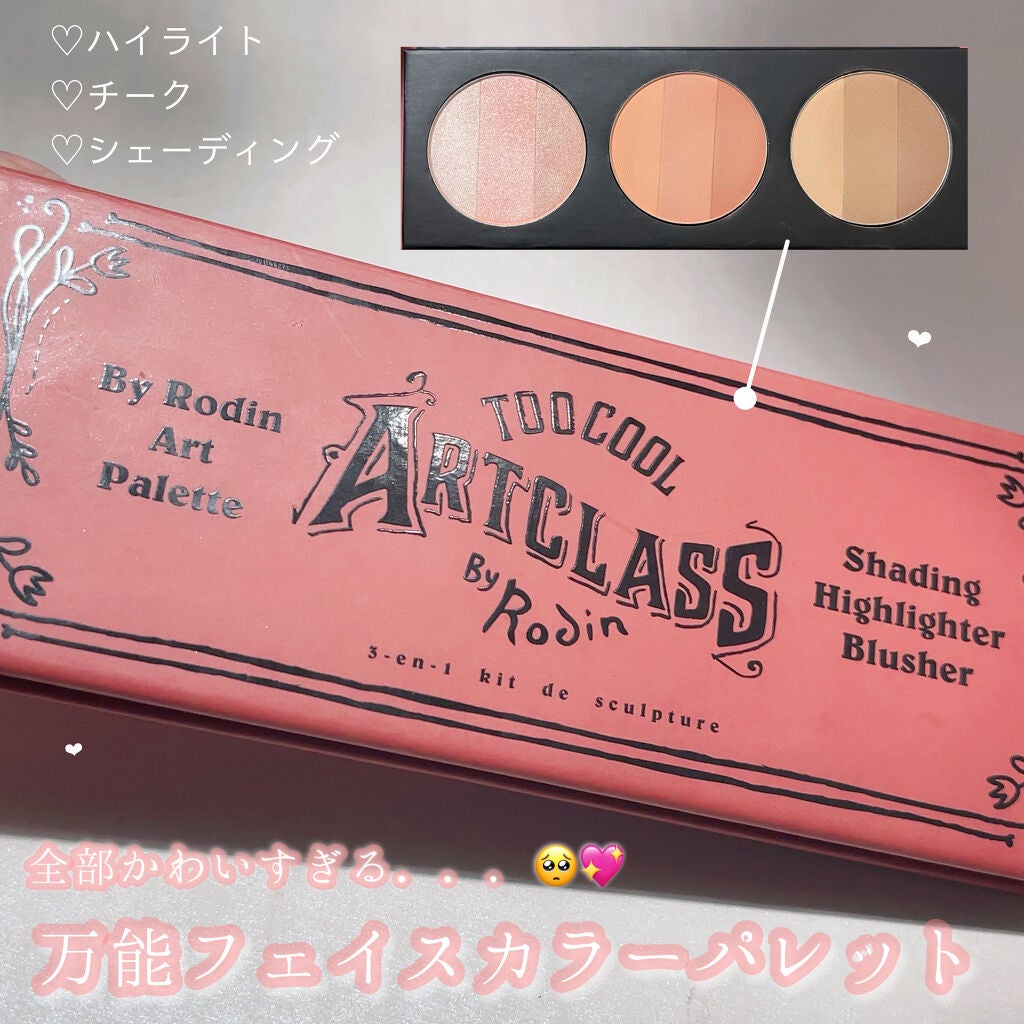 ♡ハイライト
♡チーク
♡シェーディング
By Rodin
Art
Palette
TOO COOL
ARTCLASS
By Rodin
3-en-1 kit de sculpture
Shading
Highlighter
Blusher
全部かわいすぎる．．．🥺💖
万能フェイスカラーパレット